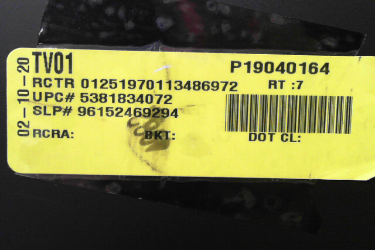 02-10-20
TV01 P19040164
RCTR 01251970113486972 RT :7
UPC# 5381834072
SLP# 96152469294
RCRA: BKT: DOT CL: